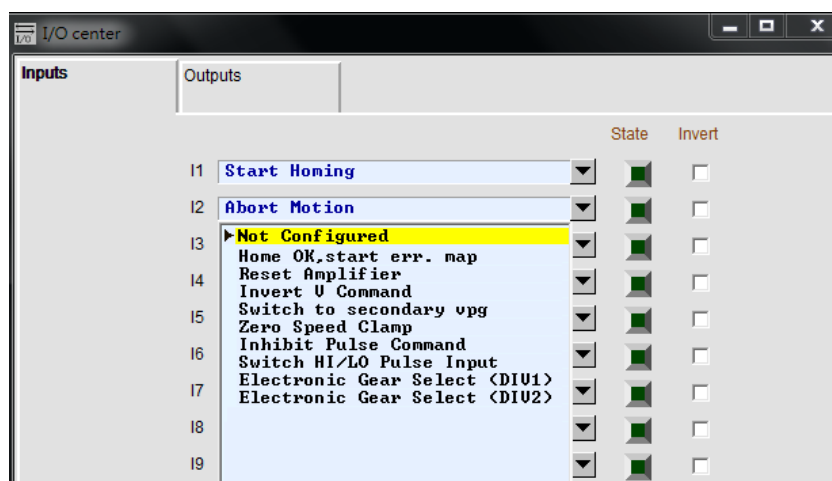 I/O I/O center
Inputs Outputs
State Invert
I1 Start Homing
I2 Abort Motion
I3 Not Configured
Home OK,start err. map
I4 Reset Amplifier
Invert V Command
I5 Switch to secondary vpg
Zero Speed Clamp
I6 Inhibit Pulse Command
Switch HI/LO Pulse Input
I7 Electronic Gear Select (DIV1)
Electronic Gear Select (DIV2)
I8
I9